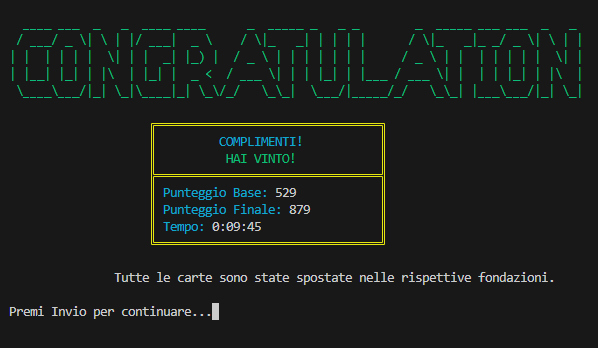 CONGRATULATION
COMPLIMENTI!
HAI VINTO!
Punteggio Base: 529
Punteggio Finale: 879
Tempo: 0:09:45
Tutte le carte sono state spostate nelle rispettive fondazioni.
Premi Invio per continuare...